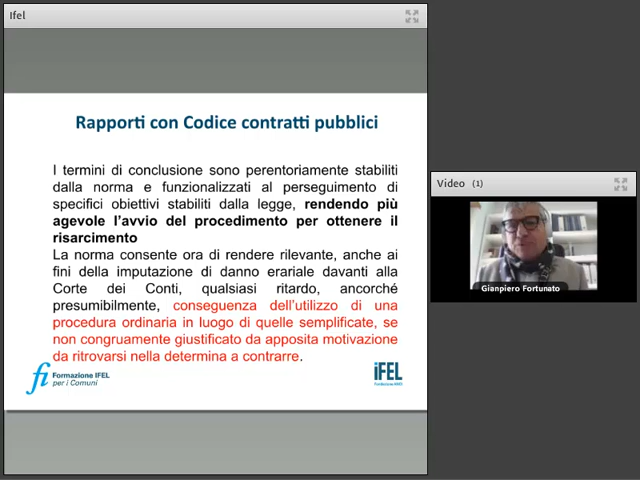 Ifel
Rapporti con Codice contratti pubblici
I termini di conclusione sono perentoriamente stabiliti
dalla norma e funzionalizzati al perseguimento di
specifici obiettivi stabiliti dalla legge, rendendo più
agevole l'avvio del procedimento per ottenere il
risarcimento
La norma consente ora di rendere rilevante, anche ai
fini della imputazione di danno erariale davanti alla
Corte dei Conti, qualsiasi ritardo, ancorché
presumibilmente, conseguenza dell'utilizzo di una
procedura ordinaria in luogo di quelle semplificate, se
non congruamente giustificato da apposita motivazione
da ritrovarsi nella determina a contrarre.
fi Formazione IFEL
per i Comuni
iFEL
Video (1)
Gianpiero Fortunato